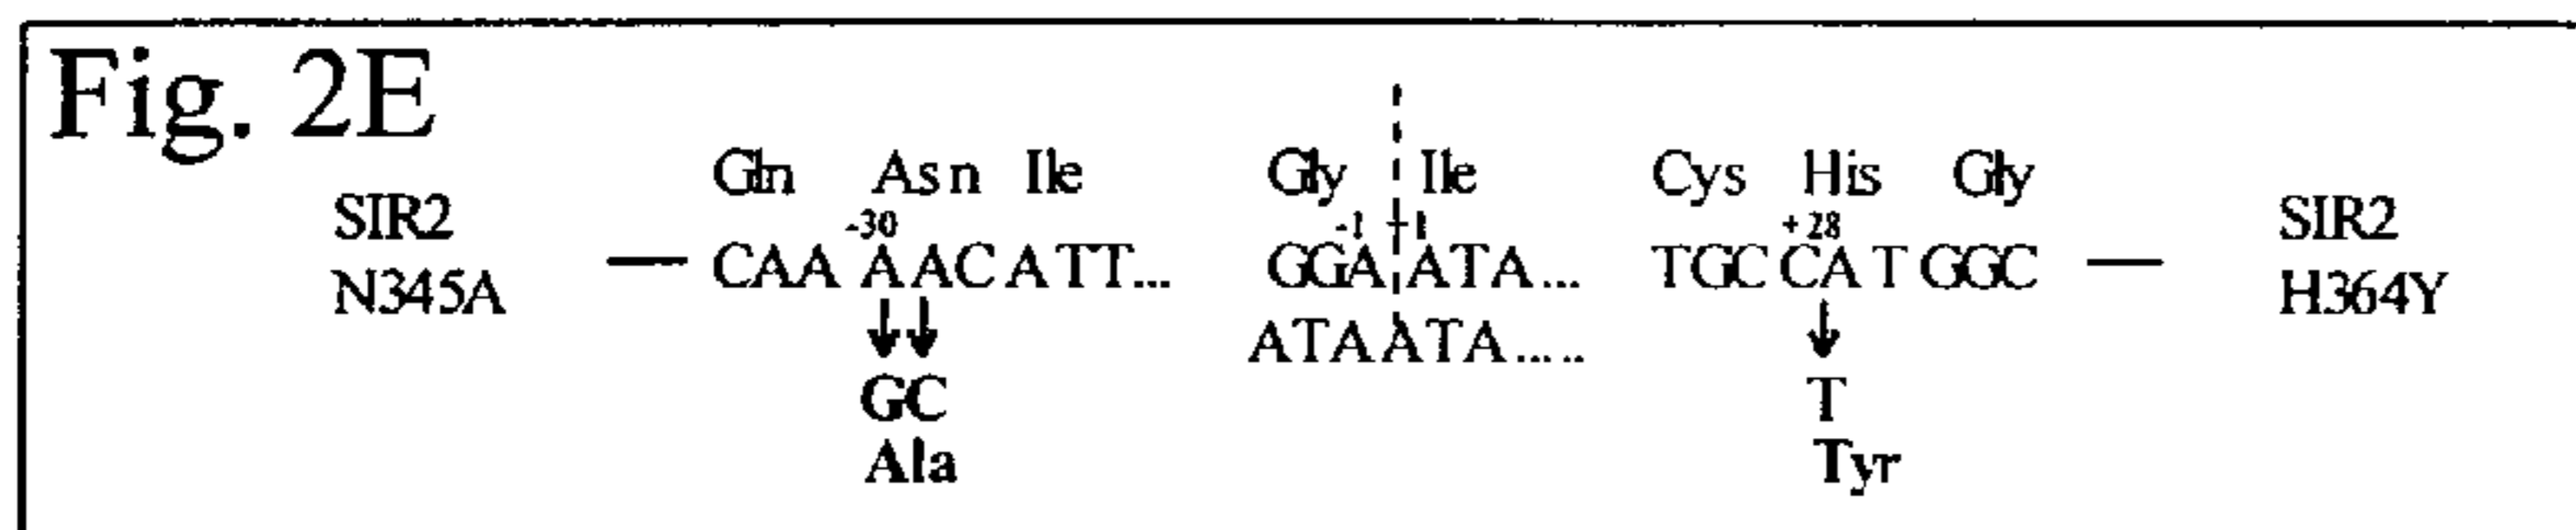 Fig. 2E
Gln Asn Ile Gly Ile Cys His Gly
SIR2 -30 -1 +1 +28 SIR2
N345A — CAA AAC ATT... GGA ATA... TGC CAT GGC — H364Y
ATAATA.....
GC T
Ala Tyr